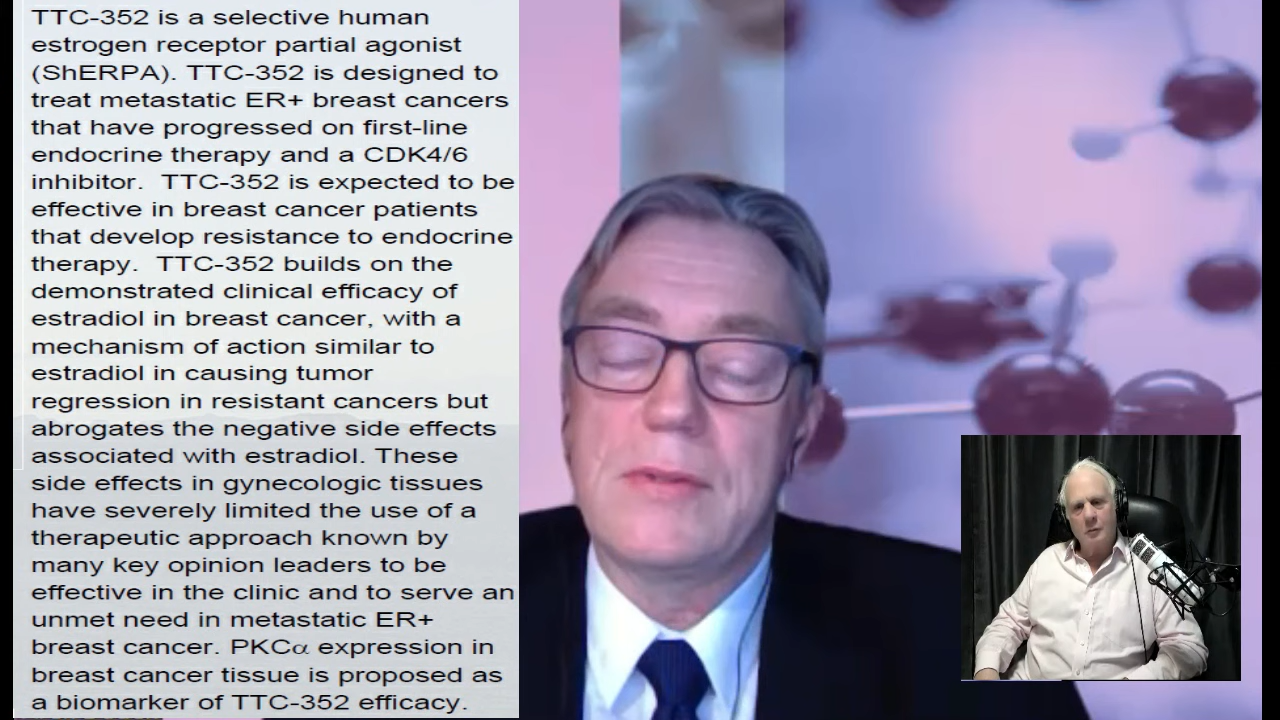 TTC-352 is a selective human
estrogen receptor partial agonist
(ShERPA). TTC-352 is designed to
treat metastatic ER+ breast cancers
that have progressed on first-line
endocrine therapy and a CDK4/6
inhibitor.  TTC-352 is expected to be
effective in breast cancer patients
that develop resistance to endocrine
therapy.  TTC-352 builds on the
demonstrated clinical efficacy of
estradiol in breast cancer, with a
mechanism of action similar to
estradiol in causing tumor
regression in resistant cancers but
abrogates the negative side effects
associated with estradiol. These
side effects in gynecologic tissues
have severely limited the use of a
therapeutic approach known by
many key opinion leaders to be
effective in the clinic and to serve an
unmet need in metastatic ER+
breast cancer. PKCα expression in
breast cancer tissue is proposed as
a biomarker of TTC-352 efficacy.